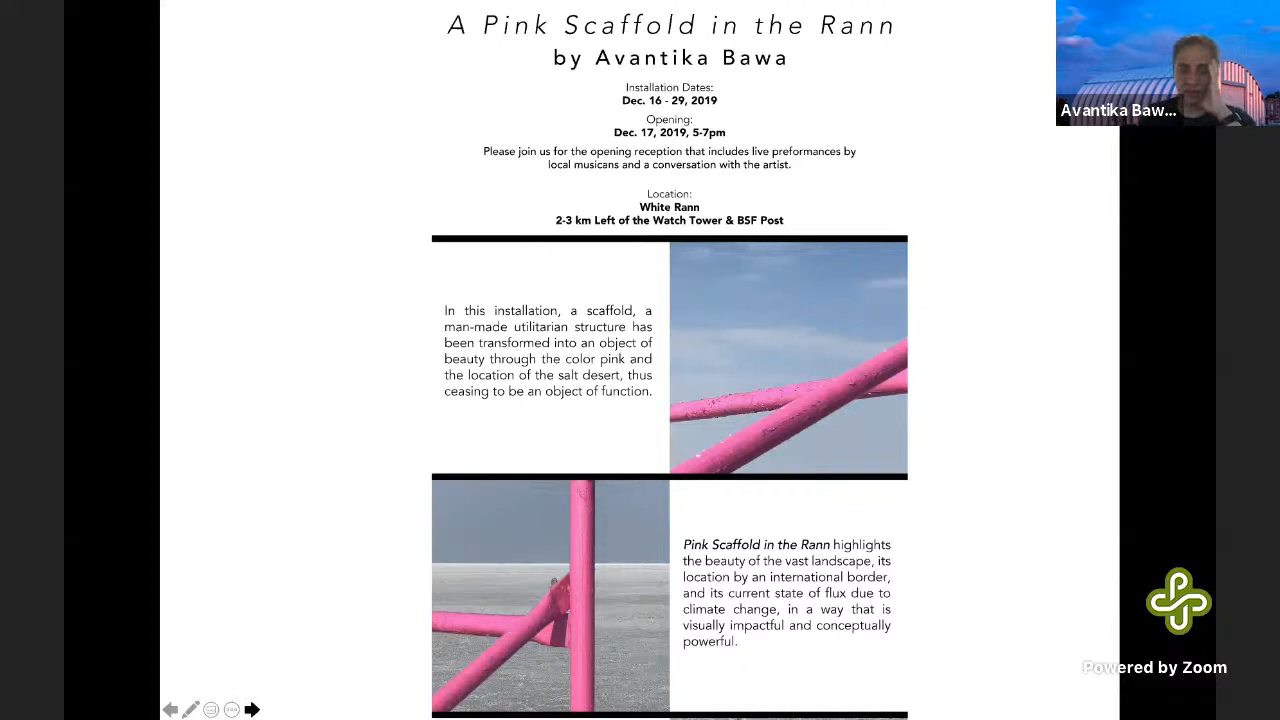 A Pink Scaffold in the Rann
by Avantika Bawa
Installation Dates:
Dec. 16 - 29, 2019
Opening:
Dec. 17, 2019, 5-7pm
Please join us for the opening reception that includes live preformances by
local musicans and a conversation with the artist.
Location:
White Rann
2-3 km Left of the Watch Tower & BSF Post
In this installation, a scaffold, a
man-made utilitarian structure has
been transformed into an object of
beauty through the color pink and
the location of the salt desert, thus
ceasing to be an object of function.
Pink Scaffold in the Rann highlights
the beauty of the vast landscape, its
location by an international border,
and its current state of flux due to
climate change, in a way that is
visually impactful and conceptually
powerful.
Avantika Baw...
PSU
Powered by Zoom